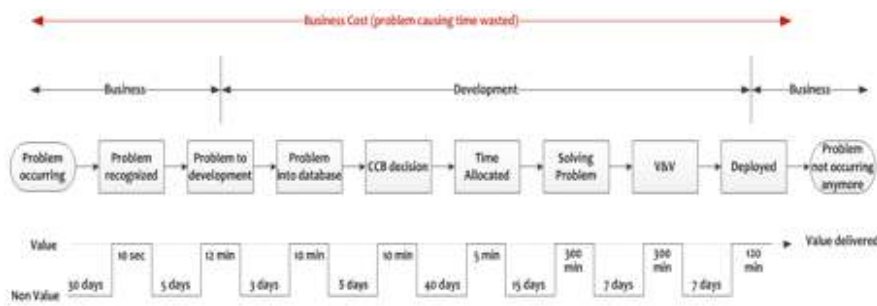 Business Cost (problem causing time wasted)
Business
Development
Business
Problem
occurring
Problem
recognized
Problem to
development
Problem
into database
CCB decision
Time
Allocated
Solving
Problem
V&V
Deployed
Problem
not occurring
anymore
Value
10 sec
12 min
10 min
10 min
5 min
300
min
300
min
120
min
Value delivered
Non Value
30 days
5 days
3 days
5 days
40 days
15 days
7 days
7 days